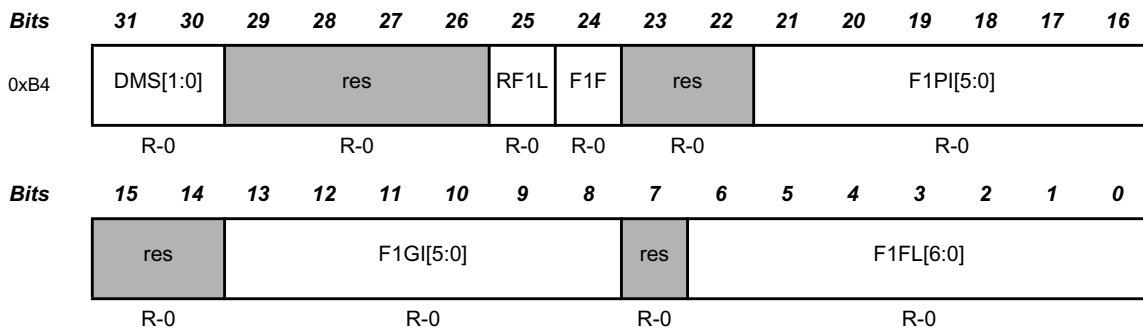 Bits 31 30 29 28 27 26 25 24 23 22 21 20 19 18 17 16
0xB4 DMS[1:0] res RF1L F1F res F1PI[5:0]
R-0 R-0 R-0 R-0 R-0 R-0
Bits 15 14 13 12 11 10 9 8 7 6 5 4 3 2 1 0
res F1GI[5:0] res F1FL[6:0]
R-0 R-0 R-0 R-0